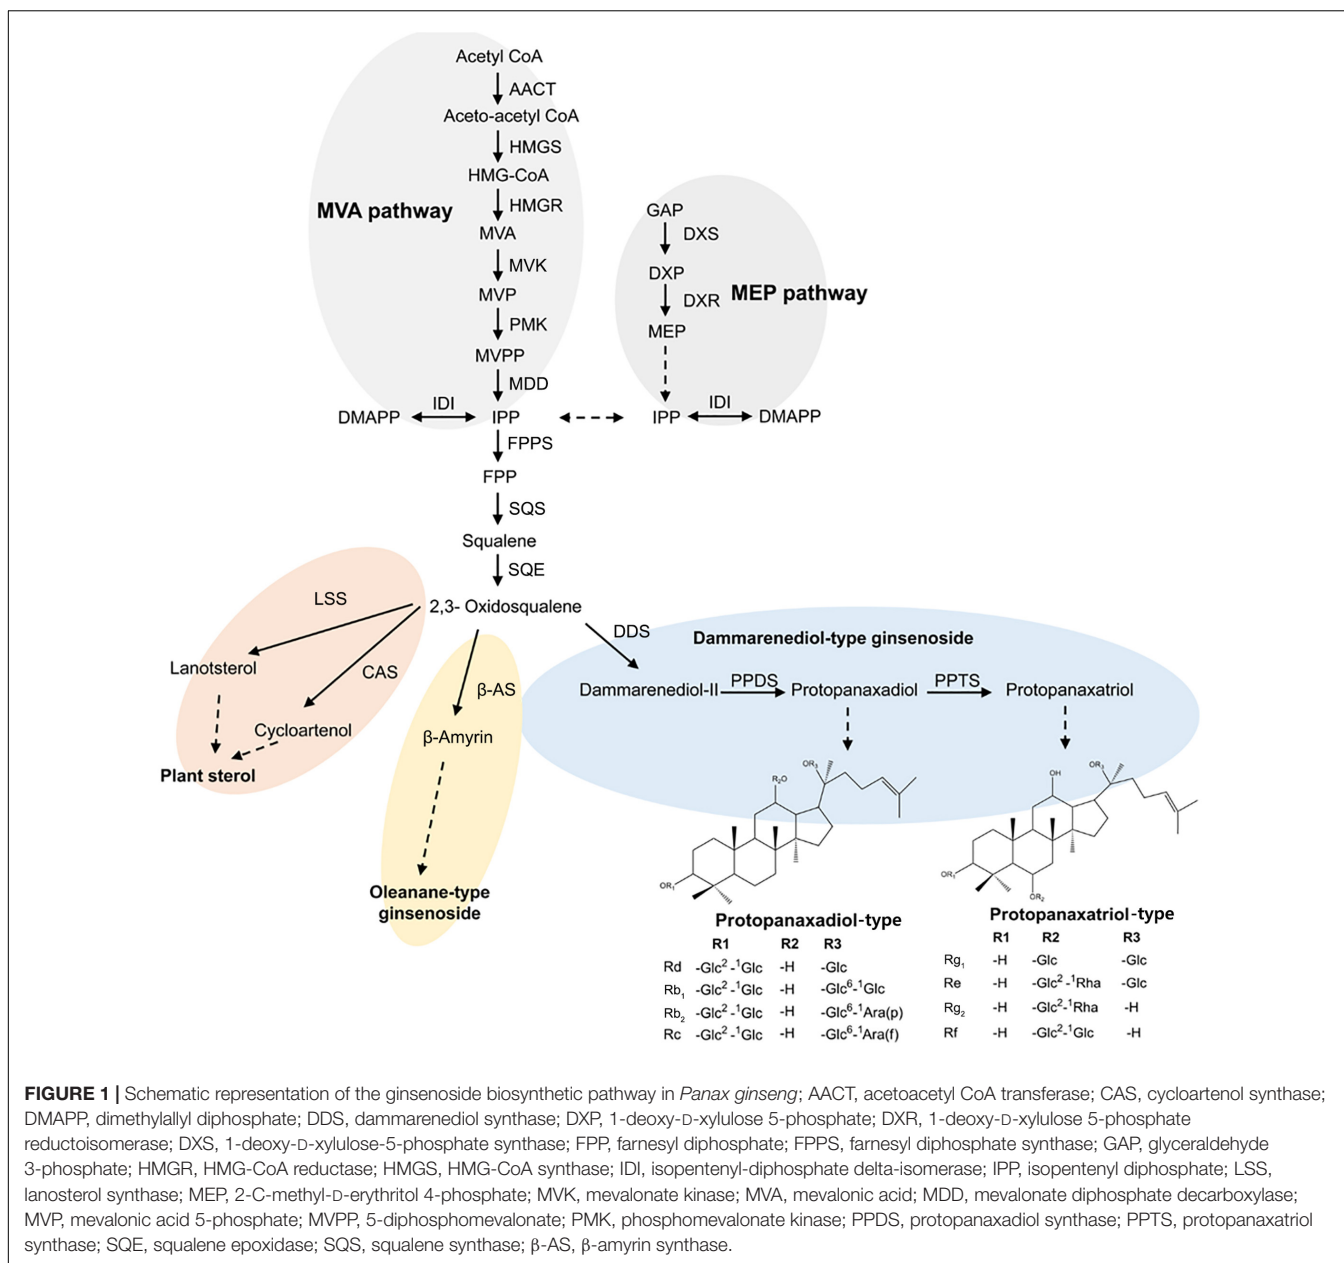 Acetyl CoA
AACT
Aceto-acetyl CoA
HMGS
HMG-CoA
HMGR
MVA pathway
MVA
MVK
MVP
PMK
MVPP
MDD
GAP
DXS
DXP
DXR
MEP pathway
MEP
DMAPP
IDI
IPP
IPP
IDI
DMAPP
FPPS
FPP
SQS
Squalene
SQE
2,3- Oxidosqualene
LSS
Lanotsterol
CAS
Cycloartenol
Plant sterol
β-AS
β-Amyrin
Oleanane-type
ginsenoside
DDS
Dammarenediol-type ginsenoside
Dammarenediol-II
PPDS
Protopanaxadiol
PPTS
Protopanaxatriol
OR₃
R₂O
OR₁
OR₃
OH
OR₁
OR₂
Protopanaxadiol-type
R1 R2 R3
Rd -Glc²-¹Glc -H -Glc
Rb₁ -Glc²-¹Glc -H -Glc⁶-¹Glc
Rb₂ -Glc²-¹Glc -H -Glc⁶-¹Ara(p)
Rc -Glc²-¹Glc -H -Glc⁶-¹Ara(f)
Protopanaxatriol-type
R1 R2 R3
Rg₁ -H -Glc -Glc
Re -H -Glc²-¹Rha -Glc
Rg₂ -H -Glc²-¹Rha -H
Rf -H -Glc²-¹Glc -H
FIGURE 1 | Schematic representation of the ginsenoside biosynthetic pathway in Panax ginseng; AACT, acetoacetyl CoA transferase; CAS, cycloartenol synthase;
DMAPP, dimethylallyl diphosphate; DDS, dammarenediol synthase; DXP, 1-deoxy-D-xylulose 5-phosphate; DXR, 1-deoxy-D-xylulose 5-phosphate
reductoisomerase; DXS, 1-deoxy-D-xylulose-5-phosphate synthase; FPP, farnesyl diphosphate; FPPS, farnesyl diphosphate synthase; GAP, glyceraldehyde
3-phosphate; HMGR, HMG-CoA reductase; HMGS, HMG-CoA synthase; IDI, isopentenyl-diphosphate delta-isomerase; IPP, isopentenyl diphosphate; LSS,
lanosterol synthase; MEP, 2-C-methyl-D-erythritol 4-phosphate; MVK, mevalonate kinase; MVA, mevalonic acid; MDD, mevalonate diphosphate decarboxylase;
MVP, mevalonic acid 5-phosphate; MVPP, 5-diphosphomevalonate; PMK, phosphomevalonate kinase; PPDS, protopanaxadiol synthase; PPTS, protopanaxatriol
synthase; SQE, squalene epoxidase; SQS, squalene synthase; β-AS, β-amyrin synthase.